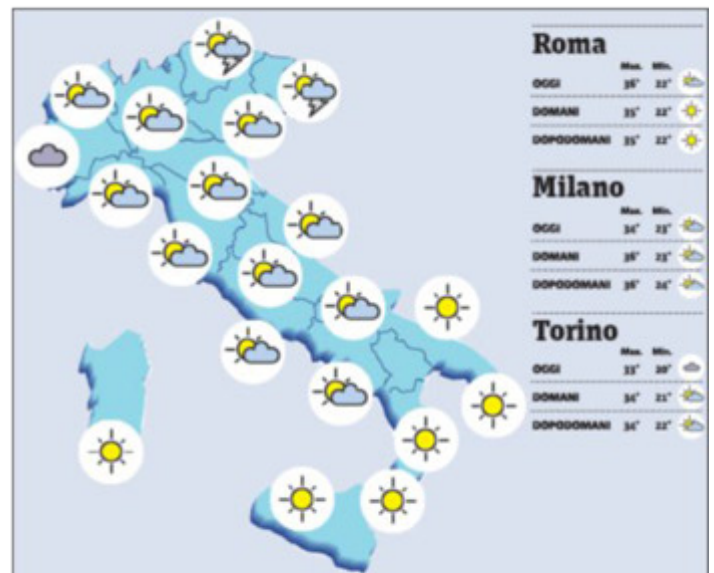 Roma
Max. Min.
OGGI 36° 22°
DOMANI 35° 22°
DOPODOMANI 35° 22°
Milano
Max. Min.
OGGI 34° 23°
DOMANI 36° 23°
DOPODOMANI 36° 24°
Torino
Max. Min.
OGGI 33° 20°
DOMANI 34° 21°
DOPODOMANI 34° 22°